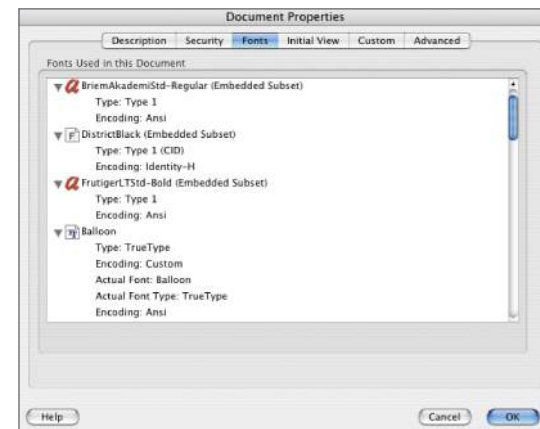 Document Properties
Description Security Fonts Initial View Custom Advanced
Fonts Used in this Document
BriemAkademiStd-Regular (Embedded Subset)
Type: Type 1
Encoding: Ansi
DistrictBlack (Embedded Subset)
Type: Type 1 (CID)
Encoding: Identity-H
FrutigerLTStd-Bold (Embedded Subset)
Type: Type 1
Encoding: Ansi
Balloon
Type: TrueType
Encoding: Custom
Actual Font: Balloon
Actual Font Type: TrueType
Encoding: Ansi
Help Cancel OK